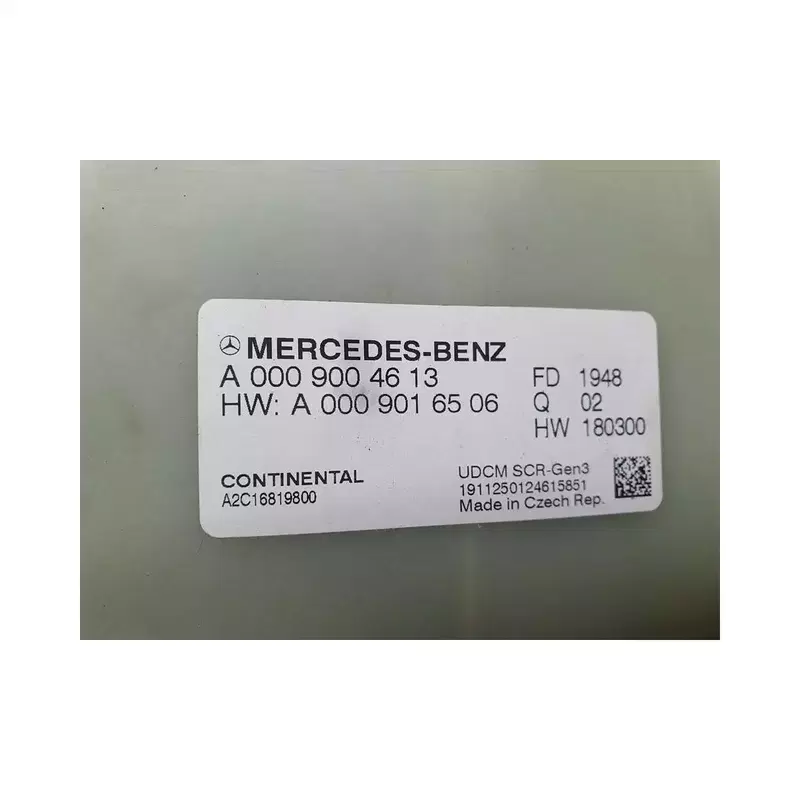 MERCEDES-BENZ
A 000 900 46 13
HW: A 000 901 65 06
FD 1948
Q 02
HW 180300
CONTINENTAL
A2C16819800
UDCM SCR-Gen3
1911250124615851
Made in Czech Rep.